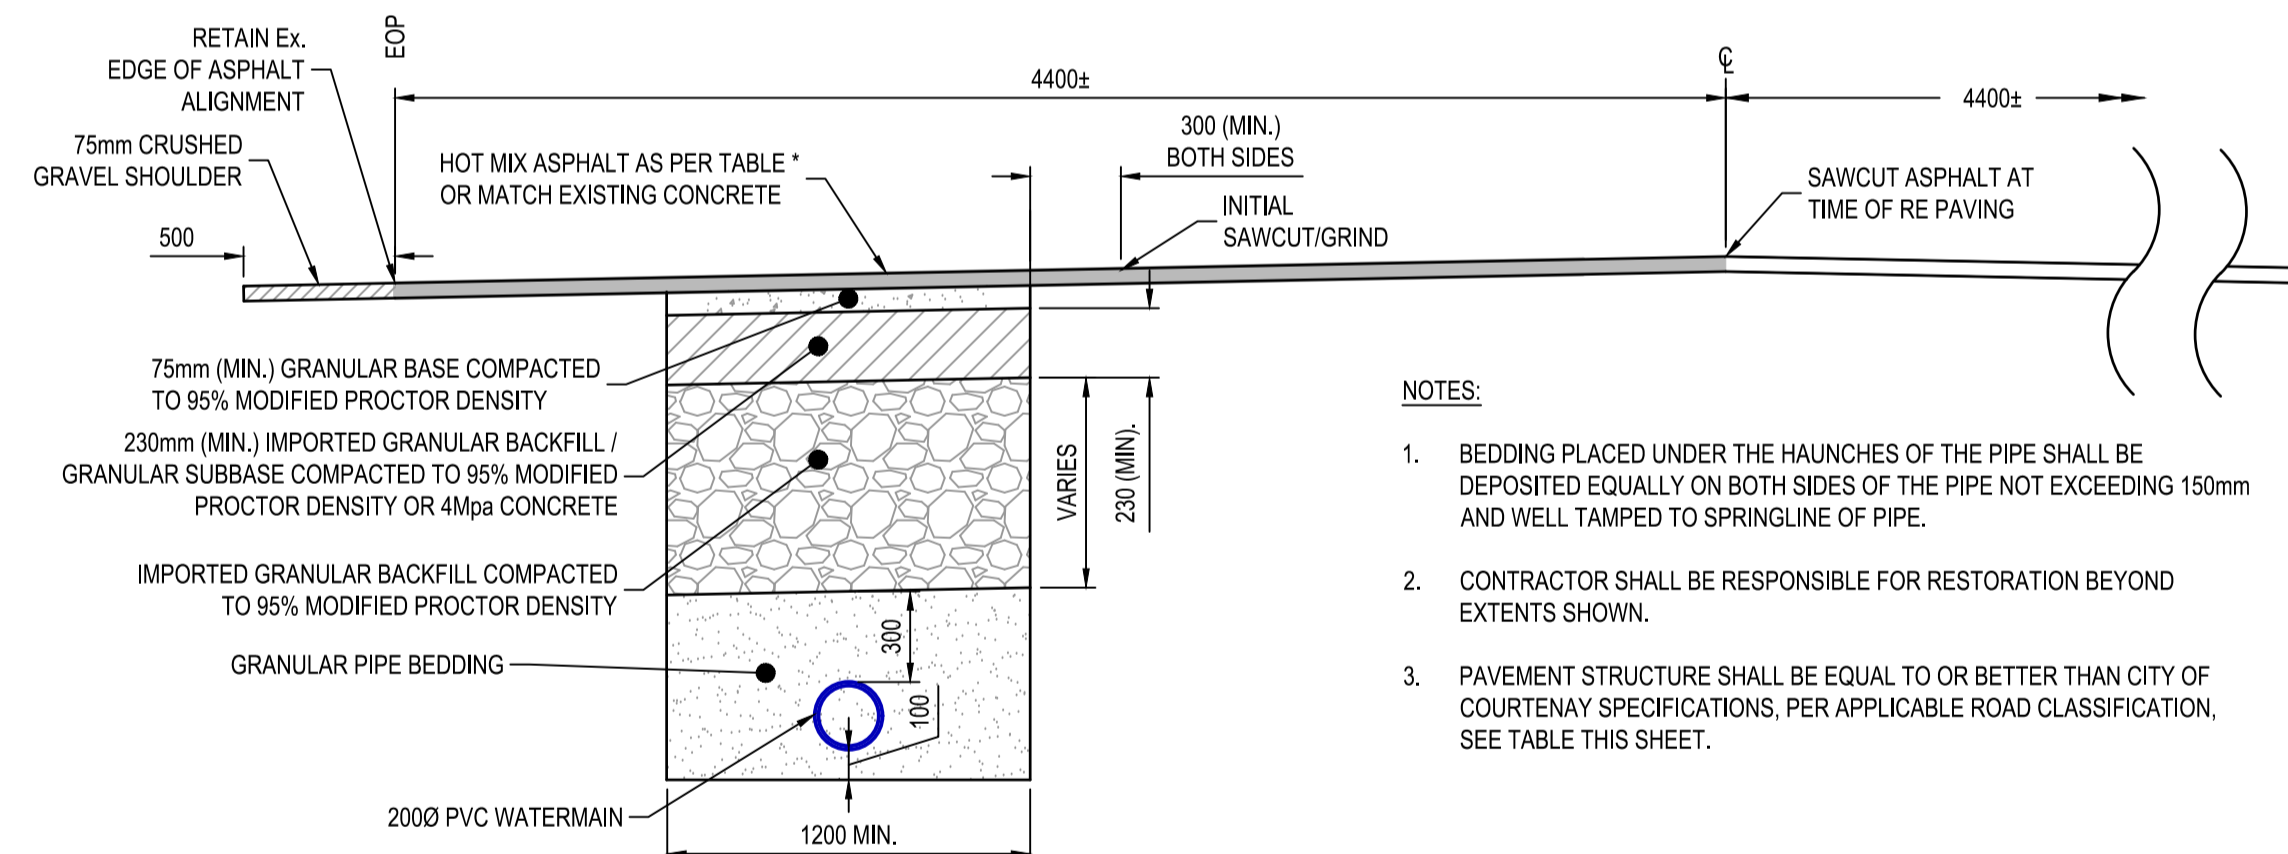 RETAIN Ex.
EDGE OF ASPHALT
ALIGNMENT
EOP
4400±
℄
4400±
75mm CRUSHED
GRAVEL SHOULDER
HOT MIX ASPHALT AS PER TABLE *
OR MATCH EXISTING CONCRETE
300 (MIN.)
BOTH SIDES
INITIAL
SAWCUT/GRIND
SAWCUT ASPHALT AT
TIME OF RE PAVING
500
75mm (MIN.) GRANULAR BASE COMPACTED
TO 95% MODIFIED PROCTOR DENSITY
230mm (MIN.) IMPORTED GRANULAR BACKFILL /
GRANULAR SUBBASE COMPACTED TO 95% MODIFIED
PROCTOR DENSITY OR 4Mpa CONCRETE
IMPORTED GRANULAR BACKFILL COMPACTED
TO 95% MODIFIED PROCTOR DENSITY
GRANULAR PIPE BEDDING
200Ø PVC WATERMAIN
VARIES
230 (MIN).
300
100
1200 MIN.
NOTES:
1. BEDDING PLACED UNDER THE HAUNCHES OF THE PIPE SHALL BE
DEPOSITED EQUALLY ON BOTH SIDES OF THE PIPE NOT EXCEEDING 150mm
AND WELL TAMPED TO SPRINGLINE OF PIPE.
2. CONTRACTOR SHALL BE RESPONSIBLE FOR RESTORATION BEYOND
EXTENTS SHOWN.
3. PAVEMENT STRUCTURE SHALL BE EQUAL TO OR BETTER THAN CITY OF
COURTENAY SPECIFICATIONS, PER APPLICABLE ROAD CLASSIFICATION,
SEE TABLE THIS SHEET.